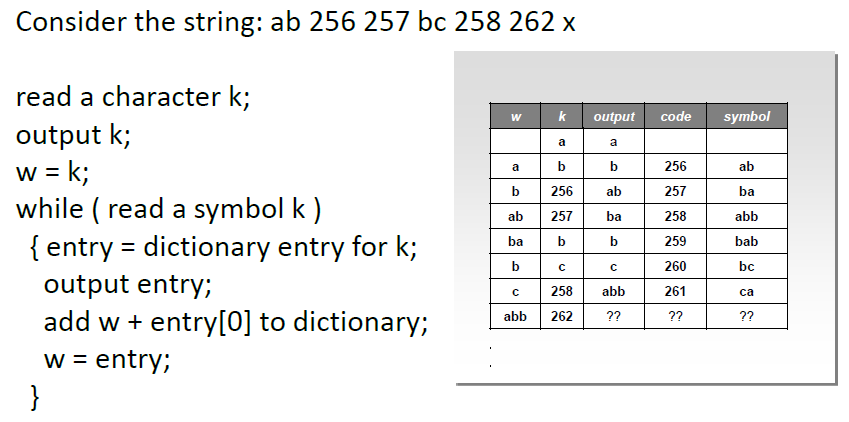 Consider the string: ab 256 257 bc 258 262 x
read a character k;
output k;
w = k;
while ( read a symbol k )
{ entry = dictionary entry for k;
output entry;
add w + entry[0] to dictionary;
w = entry;
}
w k output code symbol
a a
a b b 256 ab
b 256 ab 257 ba
ab 257 ba 258 abb
ba b b 259 bab
b c c 260 bc
c 258 abb 261 ca
abb 262 ?? ?? ??
.
.